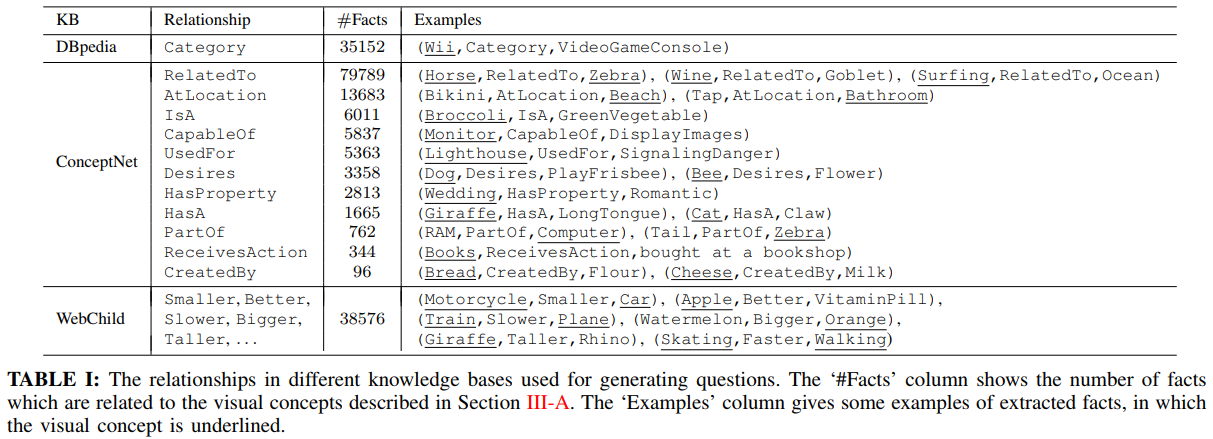 KB Relationship #Facts Examples
DBpedia Category 35152 (Wii,Category,VideoGameConsole)
RelatedTo 79789 (Horse,RelatedTo,Zebra), (Wine,RelatedTo,Goblet), (Surfing,RelatedTo,Ocean)
AtLocation 13683 (Bikini,AtLocation,Beach), (Tap,AtLocation,Bathroom)
IsA 6011 (Broccoli,IsA,GreenVegetable)
CapableOf 5837 (Monitor,CapableOf,DisplayImages)
UsedFor 5363 (Lighthouse,UsedFor,SignalingDanger)
ConceptNet Desires 3358 (Dog,Desires,PlayFrisbee), (Bee,Desires,Flower)
HasProperty 2813 (Wedding,HasProperty,Romantic)
HasA 1665 (Giraffe,HasA,LongTongue), (Cat,HasA,Claw)
PartOf 762 (RAM,PartOf,Computer), (Tail,PartOf,Zebra)
ReceivesAction 344 (Books,ReceivesAction,bought at a bookshop)
CreatedBy 96 (Bread,CreatedBy,Flour), (Cheese,CreatedBy,Milk)
Smaller, Better, (Motorcycle,Smaller,Car), (Apple,Better,VitaminPill),
WebChild Slower, Bigger, 38576 (Train,Slower,Plane), (Watermelon,Bigger,Orange),
Taller, ... (Giraffe,Taller,Rhino), (Skating,Faster,Walking)
TABLE I: The relationships in different knowledge bases used for generating questions. The ‘#Facts’ column shows the number of facts
which are related to the visual concepts described in Section III-A. The ‘Examples’ column gives some examples of extracted facts, in which
the visual concept is underlined.